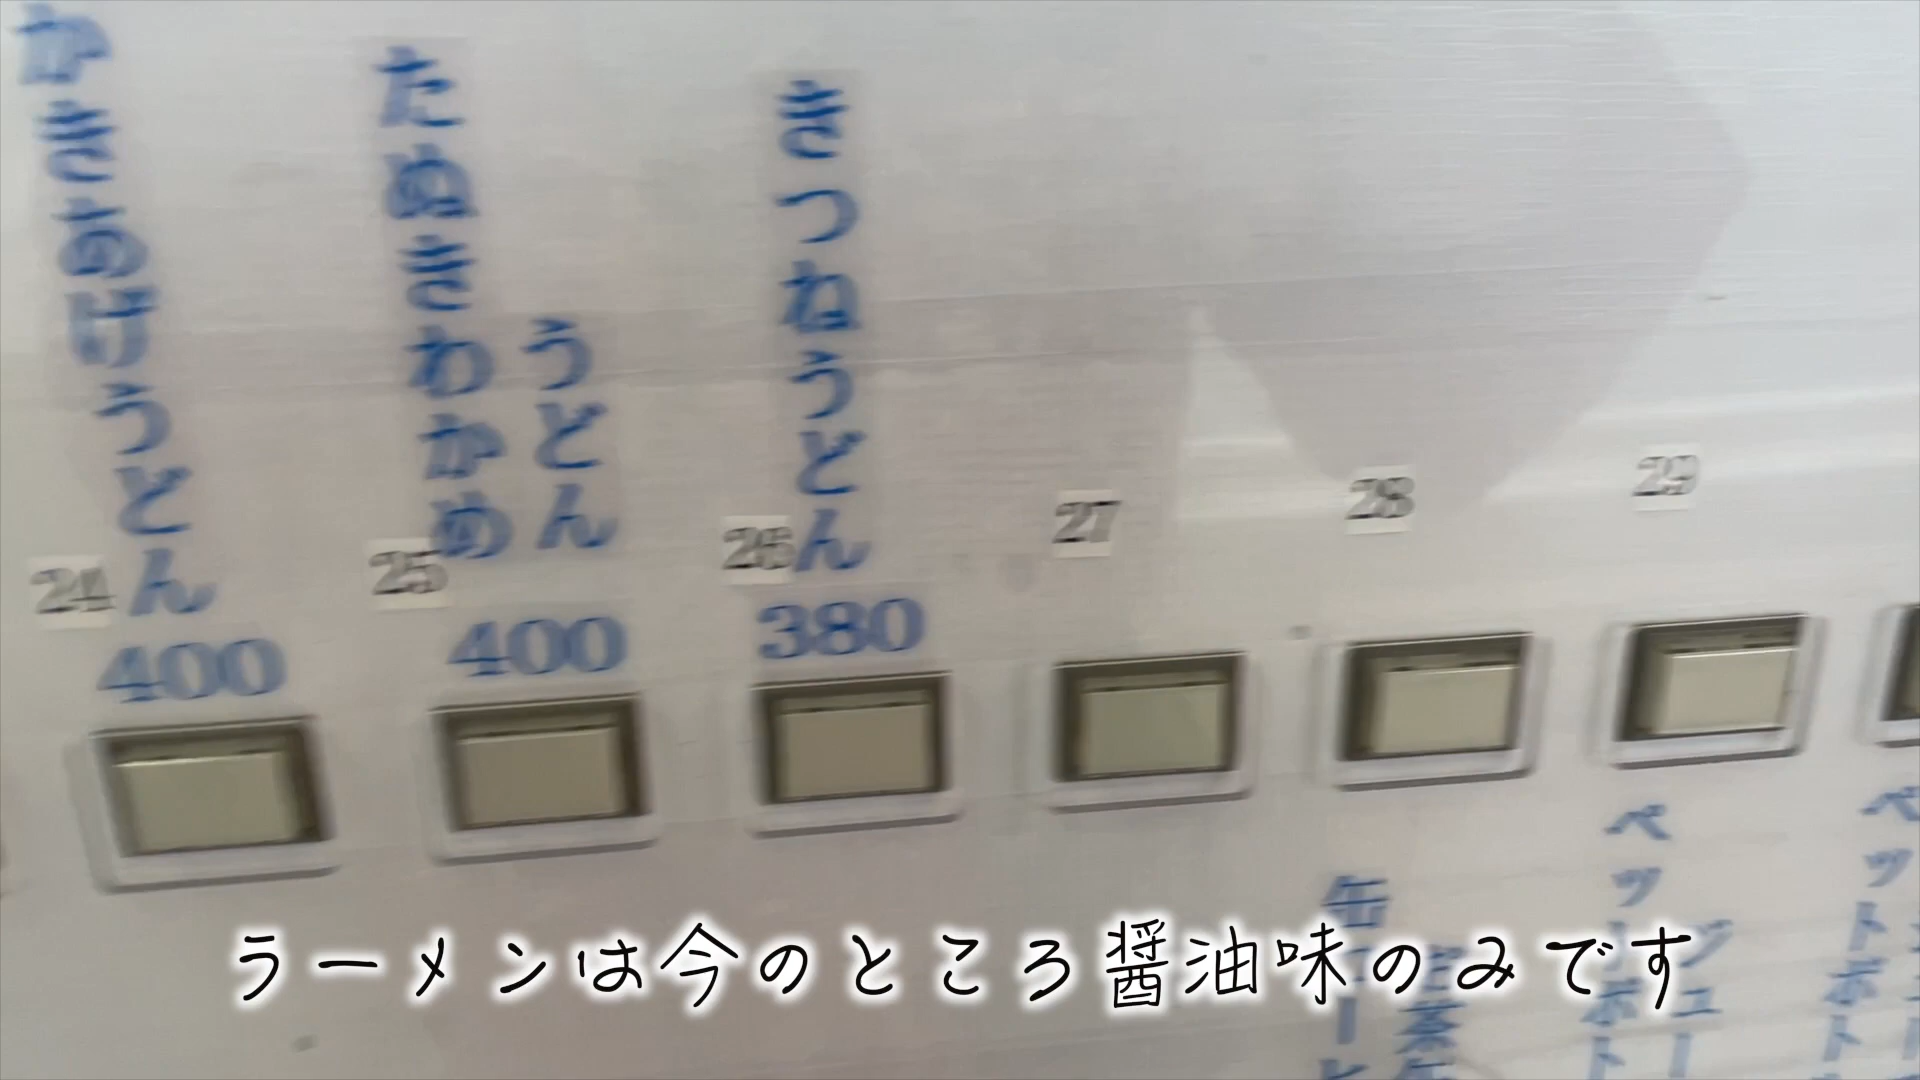 かきあげうどん
24
400
たぬきわかめ
うどん
25
400
きつねうどん
26
380
27
28
29
ペットボト
ジュー
ペットボト
ラーメンは今のところ醤油味のみです